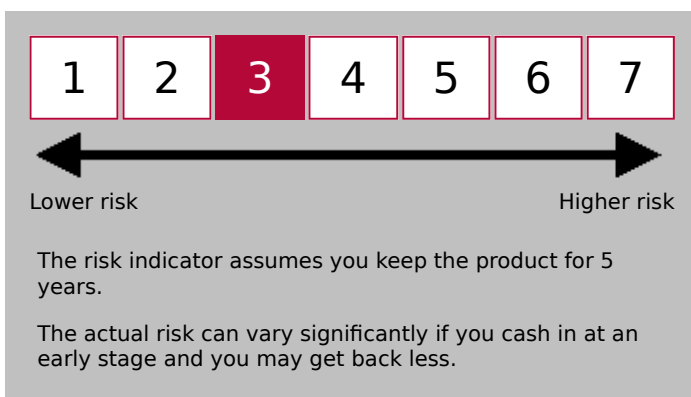 1 2 3 4 5 6 7
Lower risk Higher risk
The risk indicator assumes you keep the product for 5
years.
The actual risk can vary significantly if you cash in at an
early stage and you may get back less.